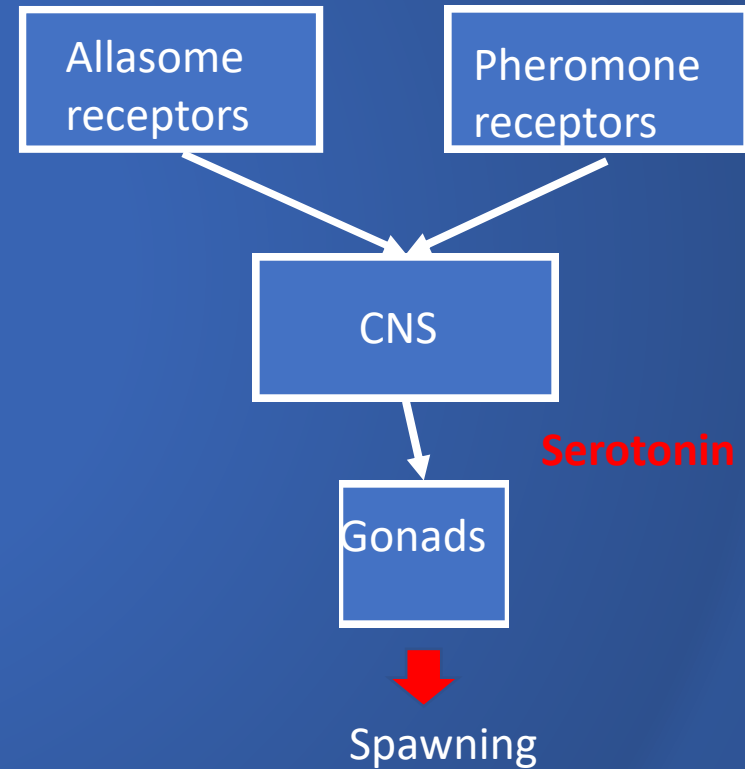 Allasome
receptors
Pheromone
receptors
CNS
Serotonin
Gonads
Spawning